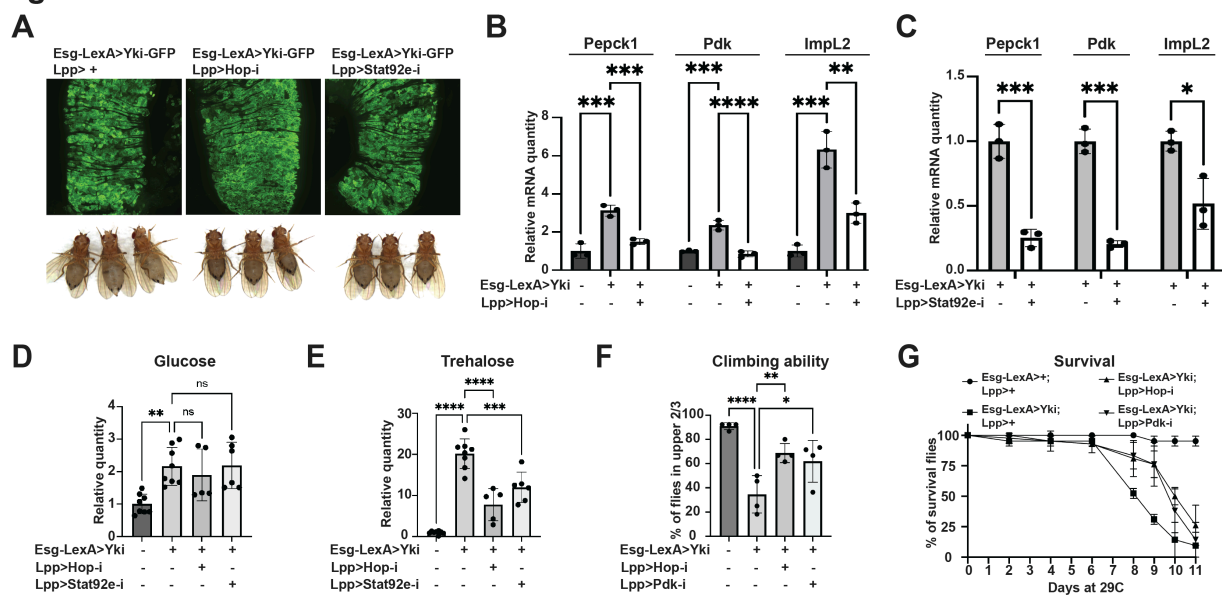 A
Esg-LexA>Yki-GFP Esg-LexA>Yki-GFP Esg-LexA>Yki-GFP
Lpp> + Lpp>Hop-i Lpp>Stat92e-i
B
Pepck1 Pdk ImpL2
*** *** **
*** **** ***
Relative mRNA quantity
8
6
4
2
0
Esg-LexA>Yki - + + - + + - + +
Lpp>Hop-i - - + - - + - - +
C
Pepck1 Pdk ImpL2
*** *** *
Relative mRNA quantity
1.5
1.0
0.5
0.0
Esg-LexA>Yki + + + + + +
Lpp>Stat92e-i - + - + - +
D
Glucose
ns
** ns
Relative quantity
4
3
2
1
0
Esg-LexA>Yki - + + +
Lpp>Hop-i - - + -
Lpp>Stat92e-i - - - +
E
Trehalose
****
**** ***
Relative quantity
30
20
10
0
Esg-LexA>Yki - + + +
Lpp>Hop-i - - + -
Lpp>Stat92e-i - - - +
F
Climbing ability
**
**** *
% of flies in upper 2/3
100
80
60
40
20
0
Esg-LexA>Yki - + + +
Lpp>Hop-i - - + -
Lpp>Pdk-i - - - +
G
Survival
Esg-LexA>+; Esg-LexA>Yki;
Lpp>+ Lpp>Hop-i
Esg-LexA>Yki; Esg-LexA>Yki;
Lpp>+ Lpp>Pdk-i
% of survival flies
100
75
50
25
0
0 1 2 3 4 5 6 7 8 9 10 11
Days at 29C